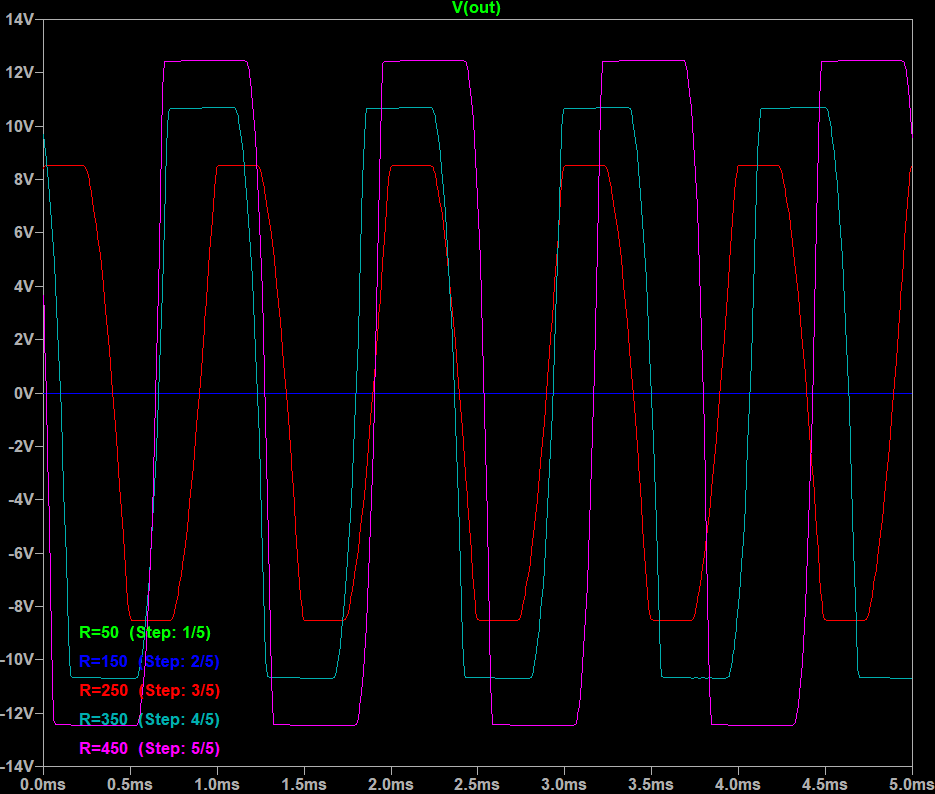 V(out)
14V
12V
10V
8V
6V
4V
2V
0V
-2V
-4V
-6V
-8V
-10V
-12V
-14V
R=50 (Step: 1/5)
R=150 (Step: 2/5)
R=250 (Step: 3/5)
R=350 (Step: 4/5)
R=450 (Step: 5/5)
0.0ms 0.5ms 1.0ms 1.5ms 2.0ms 2.5ms 3.0ms 3.5ms 4.0ms 4.5ms 5.0ms